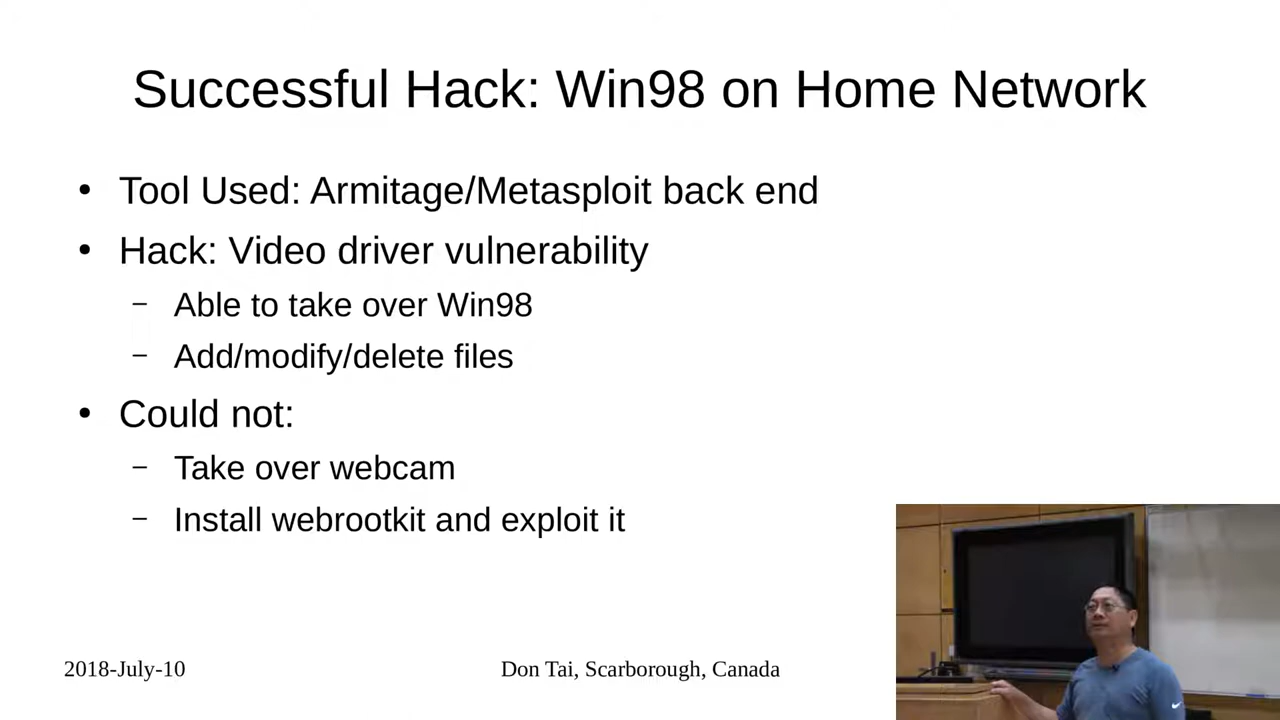 Successful Hack: Win98 on Home Network
• Tool Used: Armitage/Metasploit back end
• Hack: Video driver vulnerability
– Able to take over Win98
– Add/modify/delete files
• Could not:
– Take over webcam
– Install webrootkit and exploit it
2018-July-10
Don Tai, Scarborough, Canada